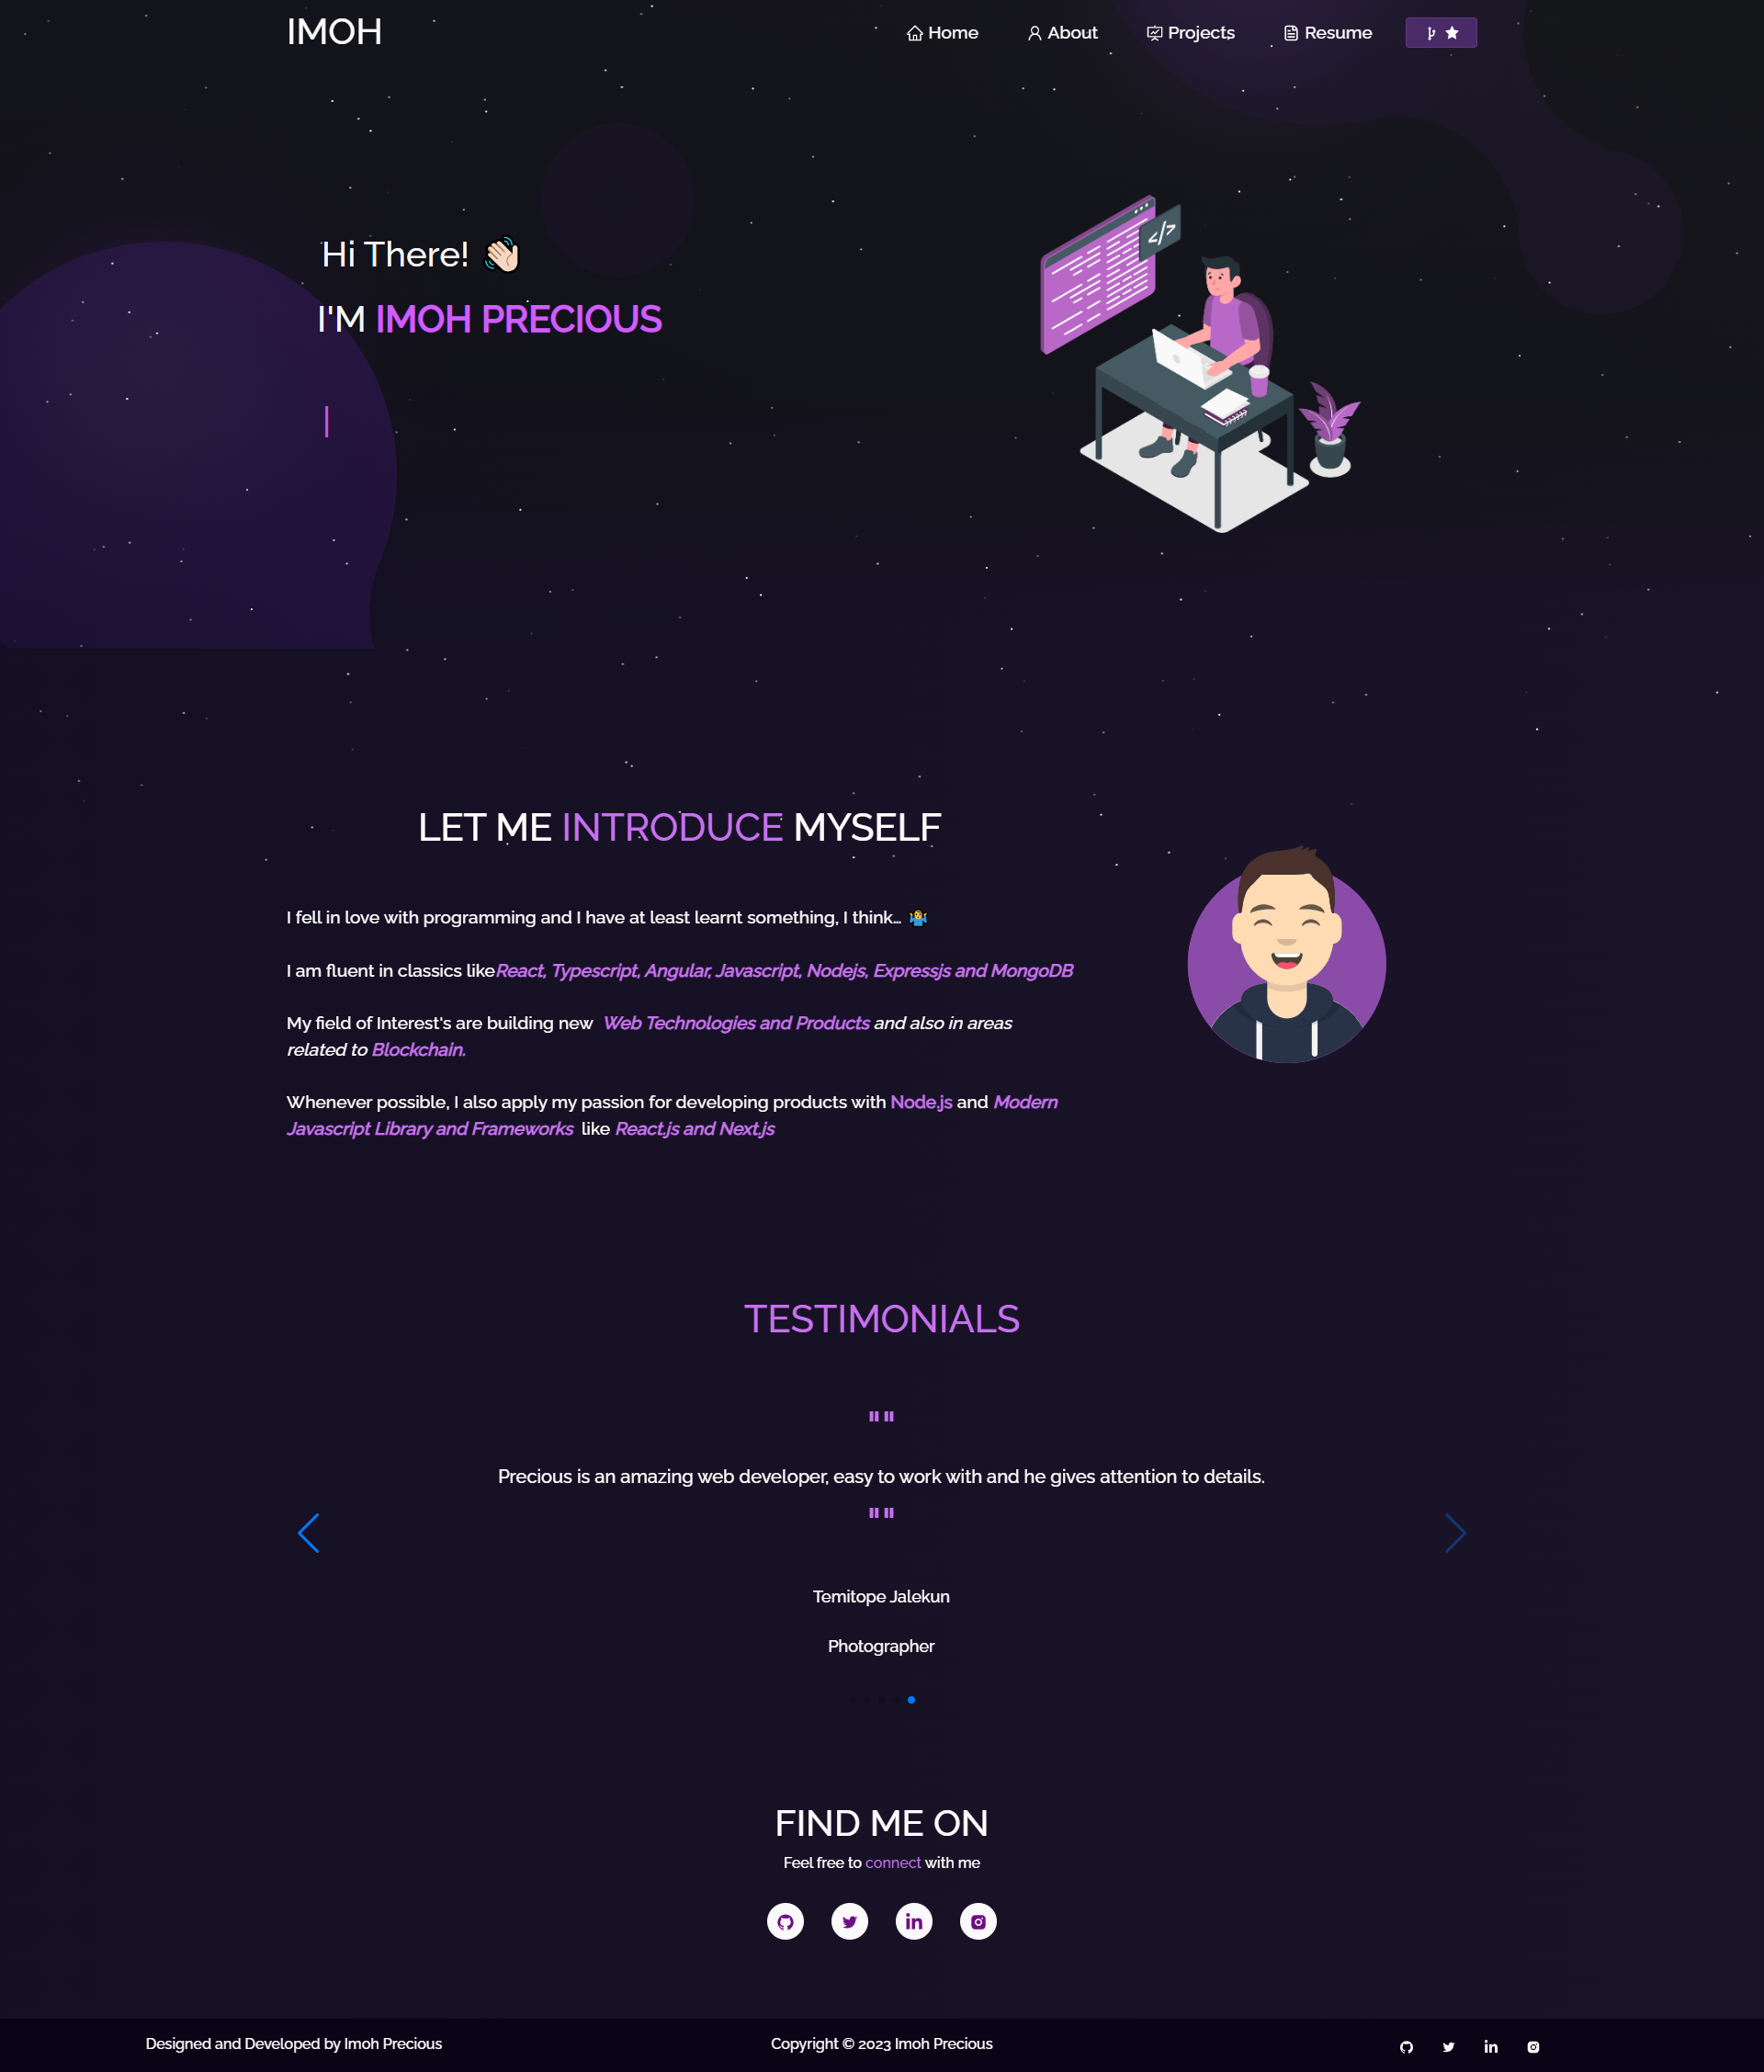 IMOH
Home
About
Projects
Resume
Hi There! 👋🏻
I'M IMOH PRECIOUS
</>
LET ME INTRODUCE MYSELF
I fell in love with programming and I have at least learnt something, I think… 🤷‍♂️
I am fluent in classics likeReact, Typescript, Angular, Javascript, Nodejs, Expressjs and MongoDB
My field of Interest's are building new Web Technologies and Products and also in areas
related to Blockchain.
Whenever possible, I also apply my passion for developing products with Node.js and Modern
Javascript Library and Frameworks like React.js and Next.js
TESTIMONIALS
""
Precious is an amazing web developer, easy to work with and he gives attention to details.
""
Temitope Jalekun
Photographer
FIND ME ON
Feel free to connect with me
in
Designed and Developed by Imoh Precious
Copyright © 2023 Imoh Precious
in